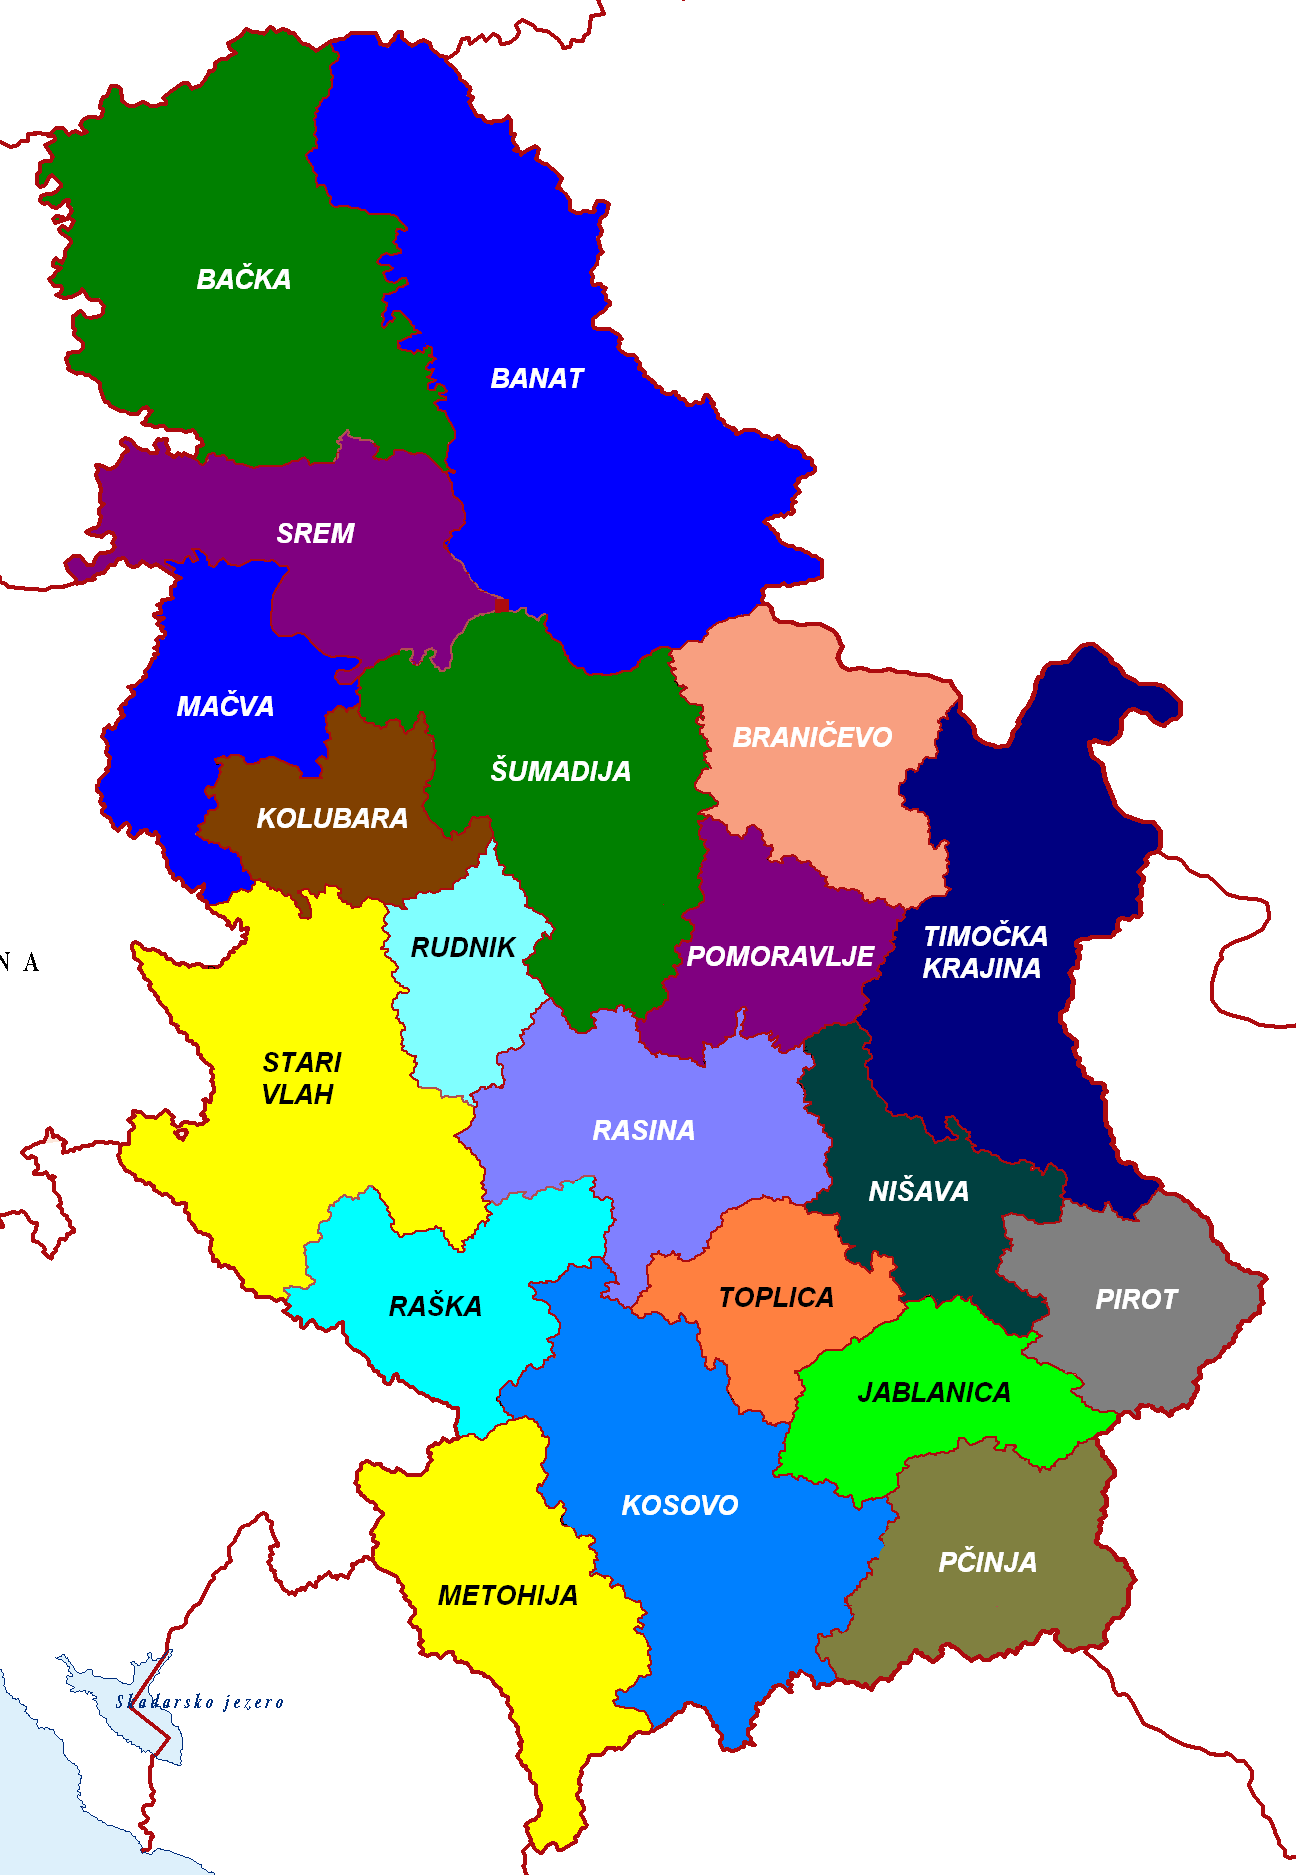 BAČKA
BANAT
SREM
MAČVA
BRANIČEVO
ŠUMADIJA
KOLUBARA
TIMOČKA
KRAJINA
RUDNIK
POMORAVLJE
N A
STARI
VLAH
RASINA
NIŠAVA
TOPLICA
PIROT
RAŠKA
JABLANICA
KOSOVO
PČINJA
METOHIJA
Skadarsko jezero